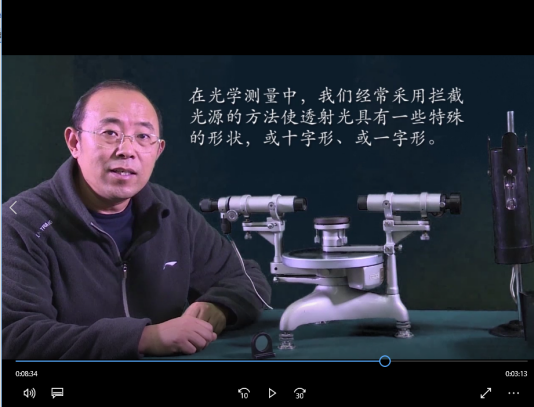 在光学测量中，我们经常采用拦截
光源的方法使透射光具有一些特殊
的形状，或十字形、或一字形。
0:08:34
0:03:13
10
30